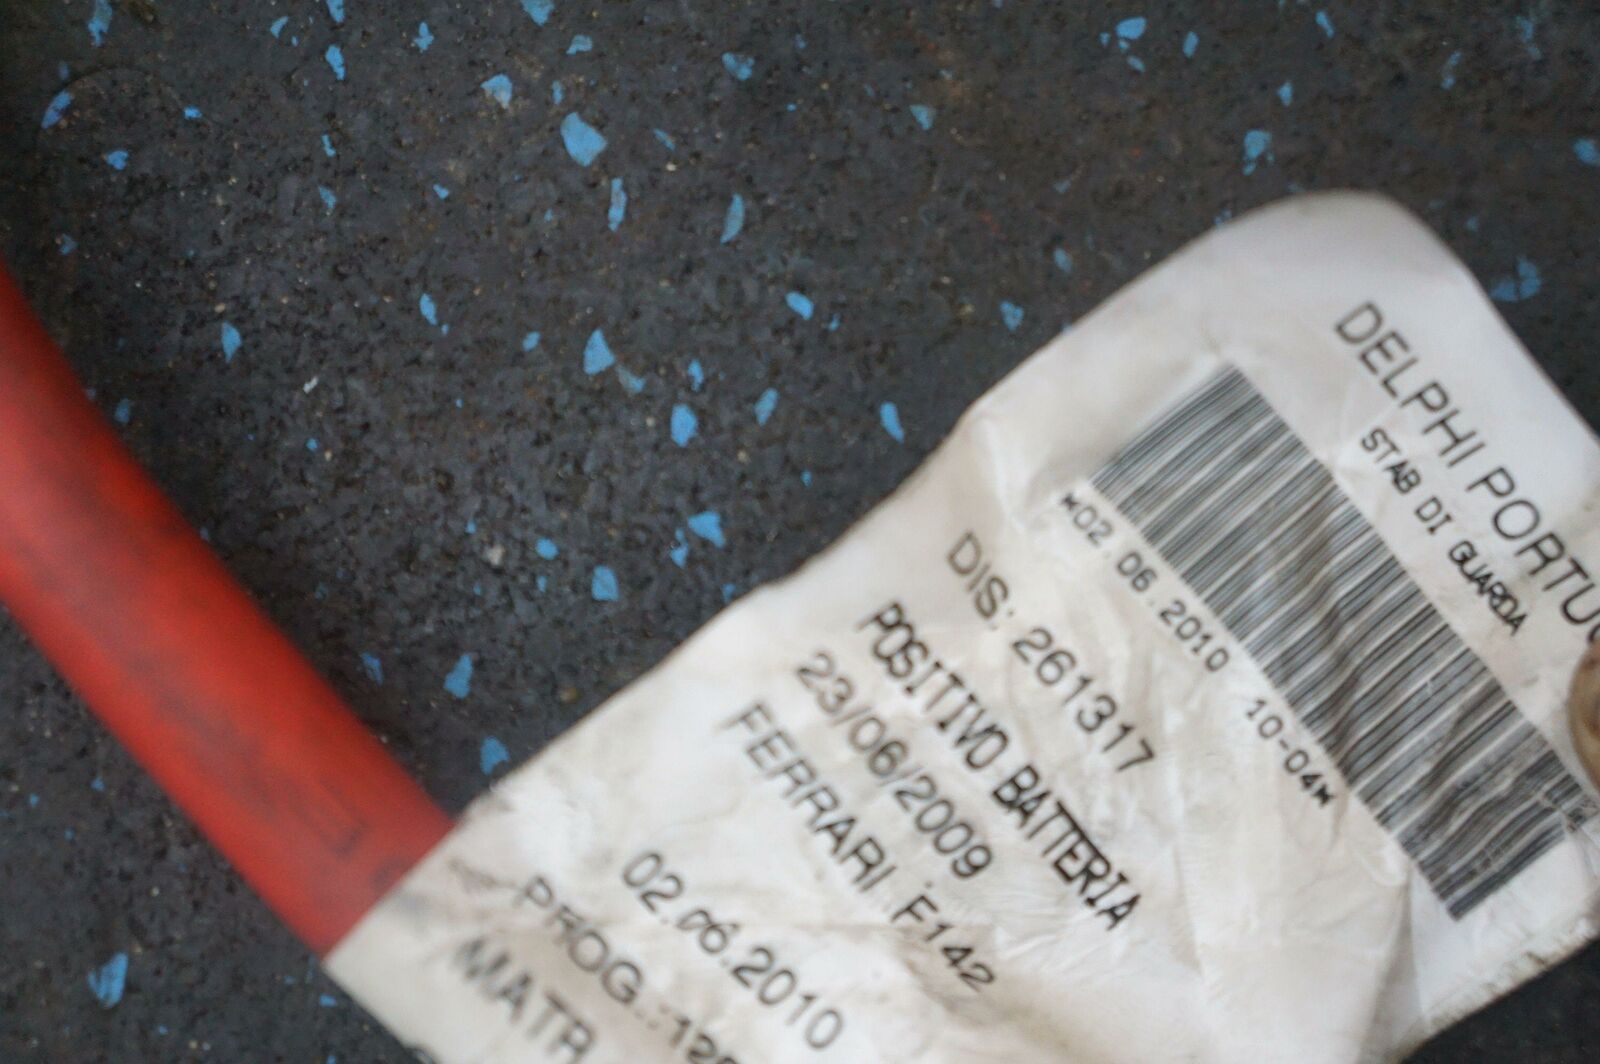 DELPHI
STAB DI GUARDA
*02.06.2010 10-04*
DIS: 261317
POSITIVO BATTERIA
23/06/2009
FERRARI F142
02.06.2010
PROG.:
MATR